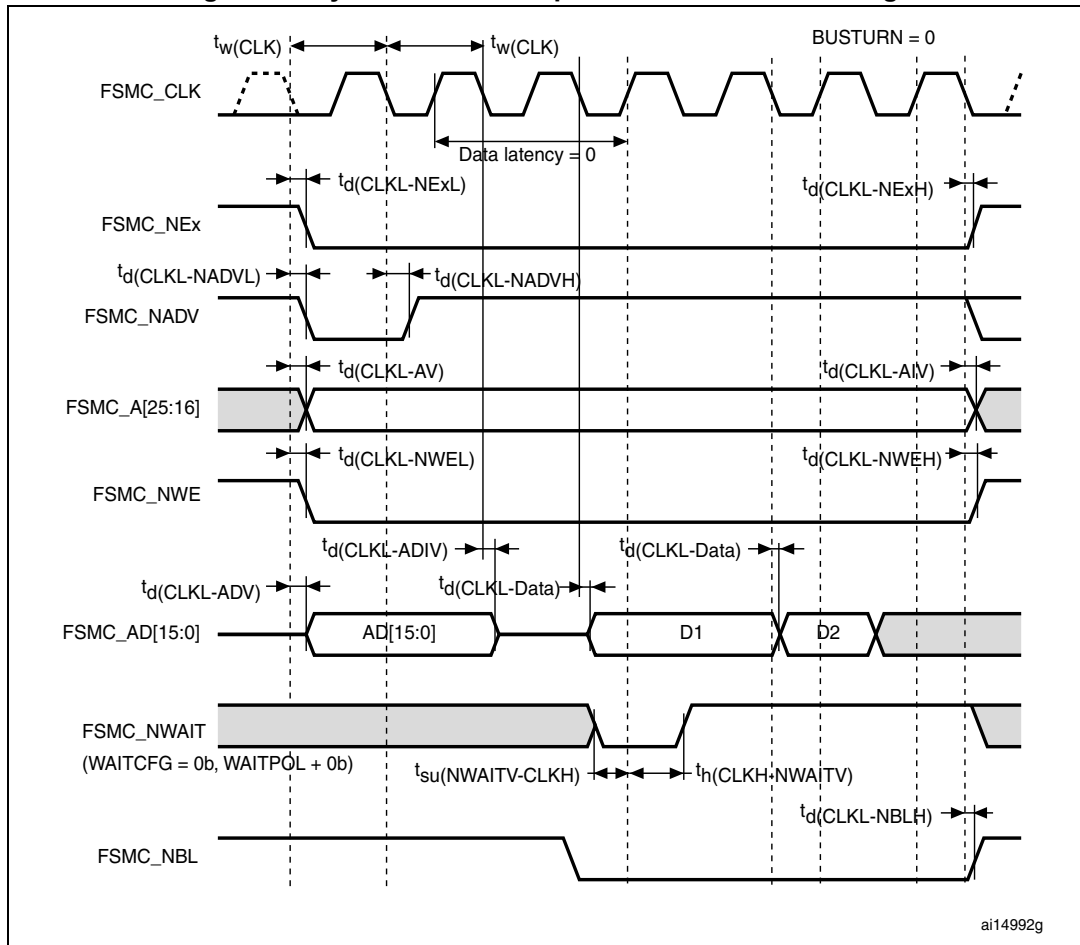 tw(CLK) tw(CLK) BUSTURN = 0
FSMC_CLK
Data latency = 0
td(CLKL-NExL) td(CLKL-NExH)
FSMC_NEx
td(CLKL-NADVL) td(CLKL-NADVH)
FSMC_NADV
td(CLKL-AV) td(CLKL-AIV)
FSMC_A[25:16]
td(CLKL-NWEL) td(CLKL-NWEH)
FSMC_NWE
td(CLKL-ADIV) td(CLKL-Data)
td(CLKL-ADV) td(CLKL-Data)
FSMC_AD[15:0] AD[15:0] D1 D2
FSMC_NWAIT
(WAITCFG = 0b, WAITPOL + 0b)
tsu(NWAITV-CLKH) th(CLKH-NWAITV)
td(CLKL-NBLH)
FSMC_NBL
ai14992g